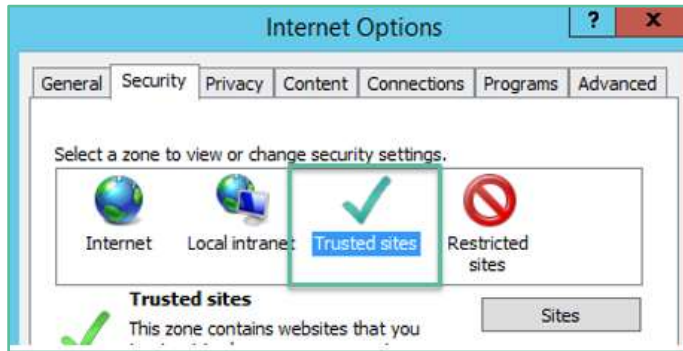 Internet Options
? x
General Security Privacy Content Connections Programs Advanced
Select a zone to view or change security settings.
Internet Local intranet Trusted sites Restricted
sites
Trusted sites
Sites
This zone contains websites that you